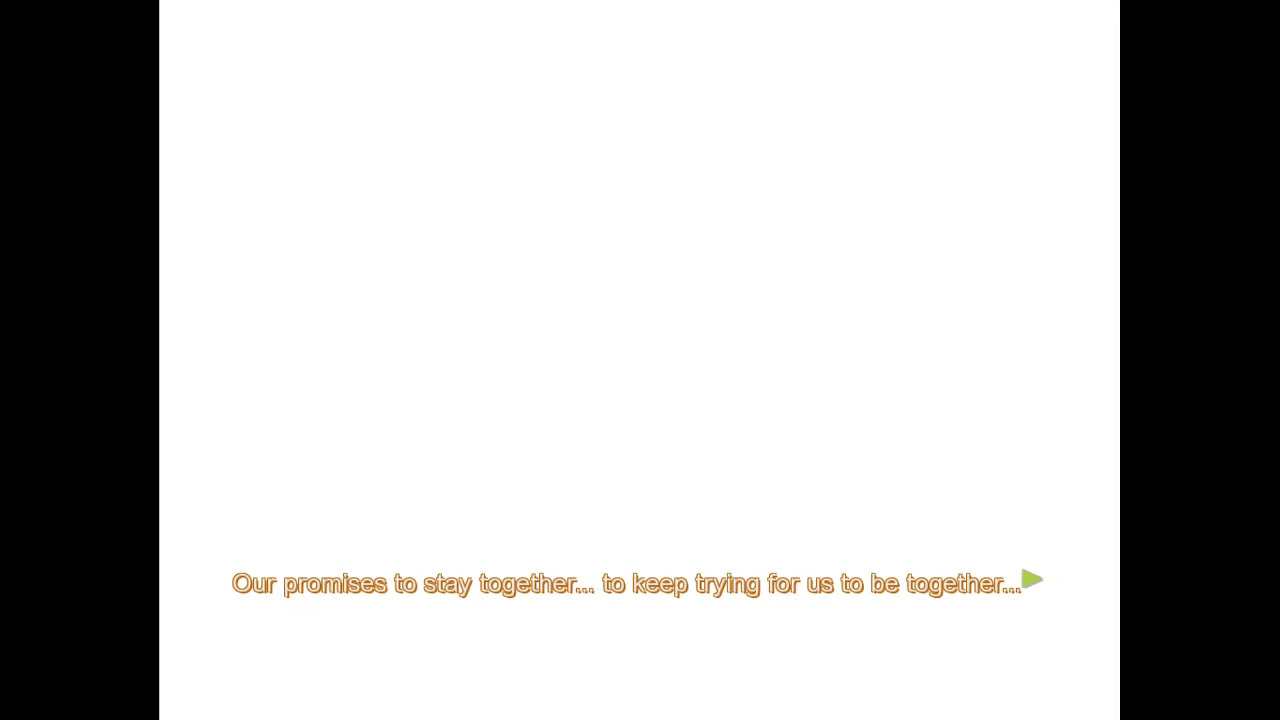 Our promises to stay together... to keep trying for us to be together...